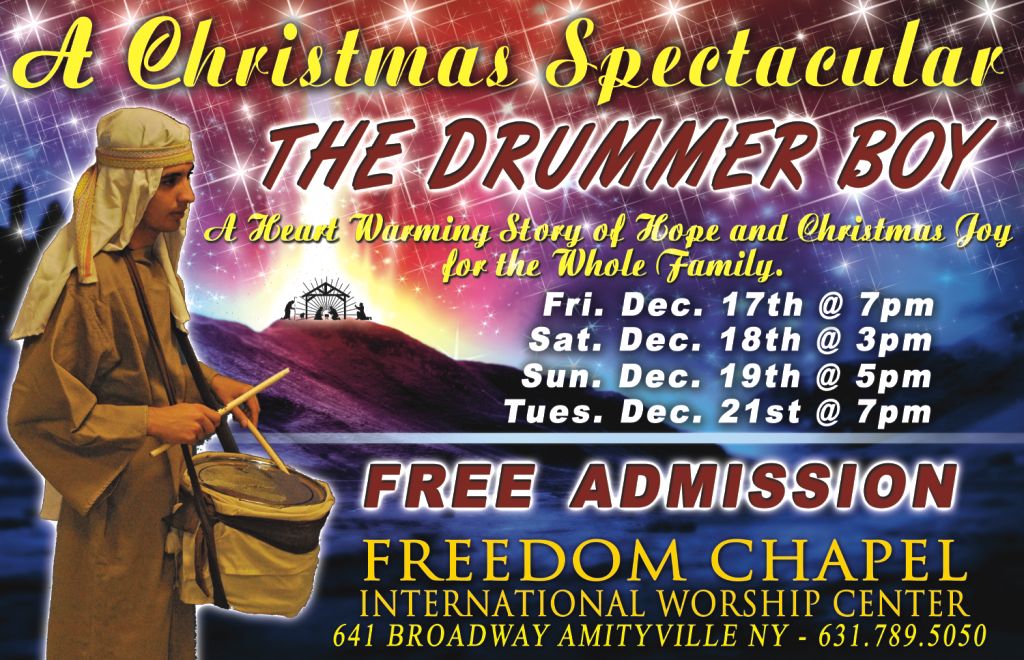 A Christmas Spectacular
THE DRUMMER BOY
A Heart Warming Story of Hope and Christmas Joy
for the Whole Family.
Fri. Dec. 17th @ 7pm
Sat. Dec. 18th @ 3pm
Sun. Dec. 19th @ 5pm
Tues. Dec. 21st @ 7pm
FREE ADMISSION
FREEDOM CHAPEL
INTERNATIONAL WORSHIP CENTER
641 BROADWAY AMITYVILLE NY - 631.789.5050